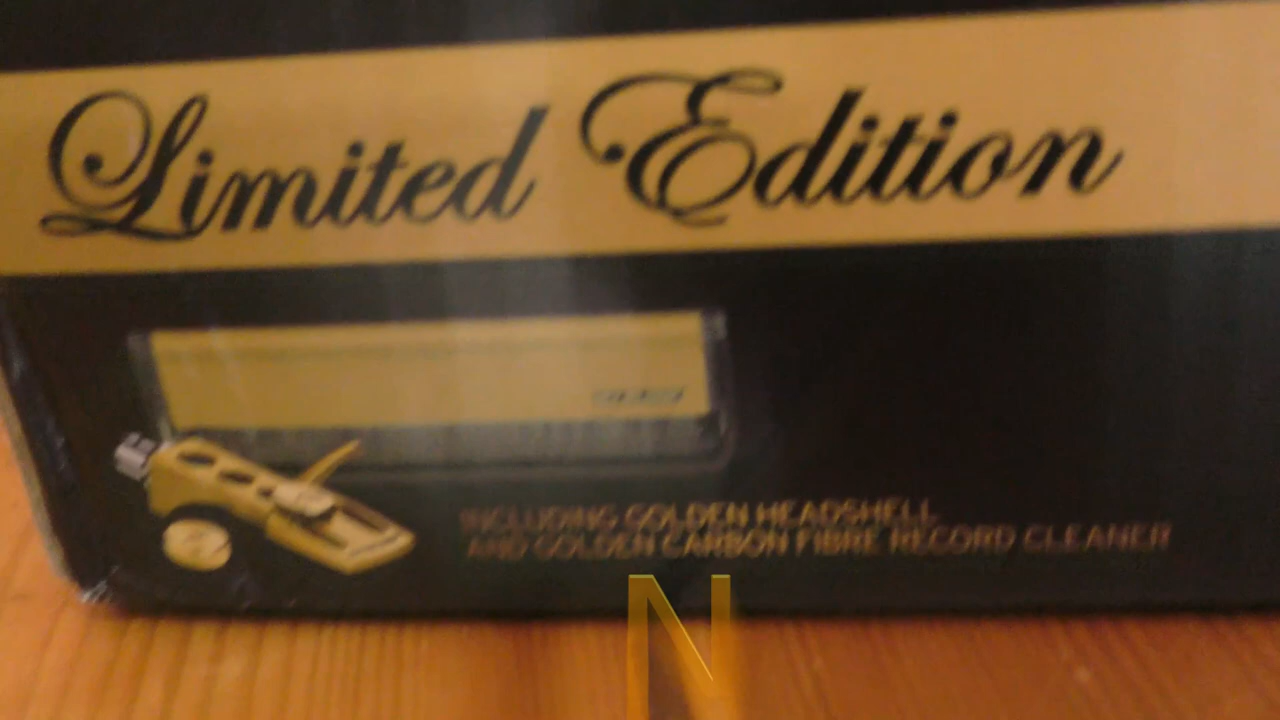 Limited Edition
INCLUDING GOLDEN HEADSHELL
AND GOLDEN CARBON FIBRE RECORD CLEANER
N